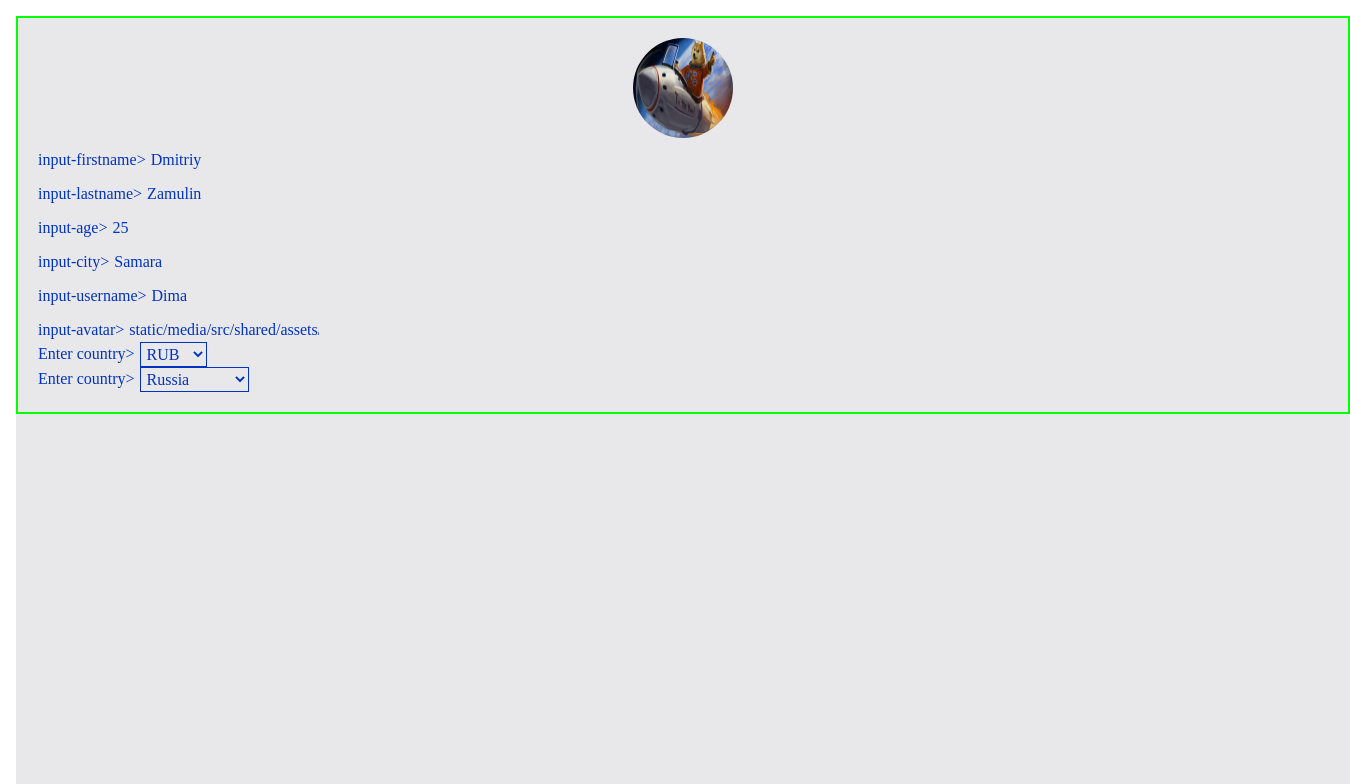 input-firstname> Dmitriy
input-lastname> Zamulin
input-age> 25
input-city> Samara
input-username> Dima
input-avatar> static/media/src/shared/assets/
Enter country> RUB
Enter country> Russia